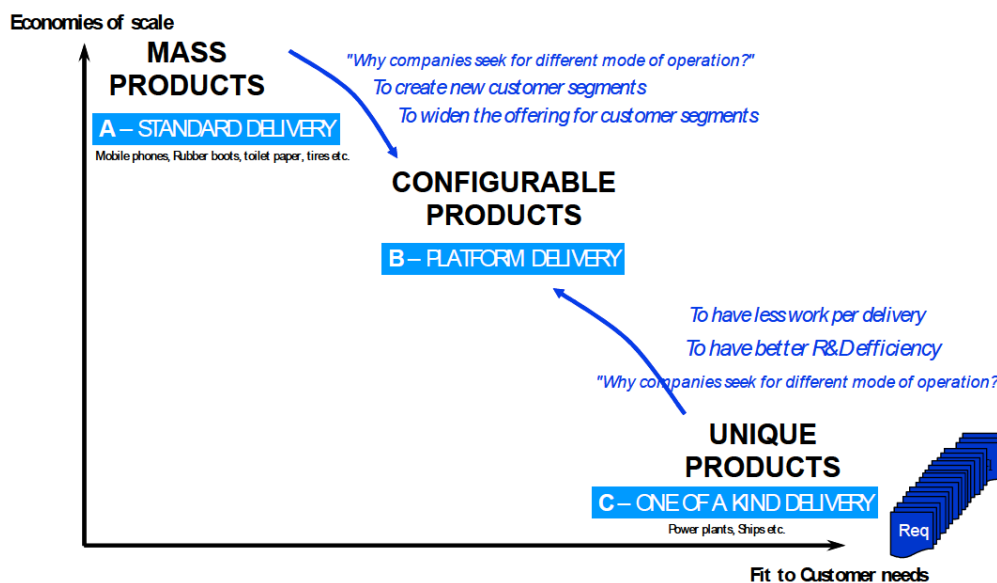 Economies of scale
MASS
PRODUCTS
A – STANDARD DELIVERY
Mobile phones, Rubber boots, toilet paper, tires etc.
"Why companies seek for different mode of operation?"
To create new customer segments
To widen the offering for customer segments
CONFIGURABLE
PRODUCTS
B – PLATFORM DELIVERY
To have less work per delivery
To have better R&D efficiency
"Why companies seek for different mode of operation?
UNIQUE
PRODUCTS
C – ONE OF A KIND DELIVERY
Power plants, Ships etc.
Req
Fit to Customer needs